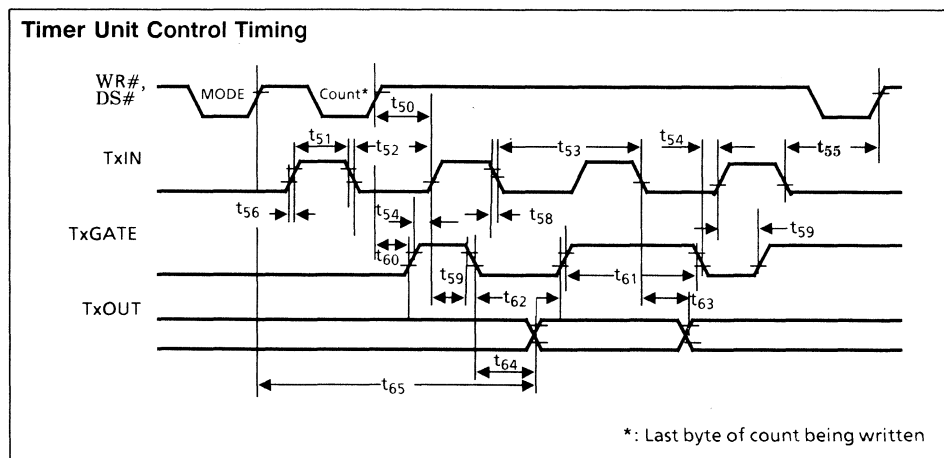 Timer Unit Control Timing
WR#,
DS#
MODE
Count*
t50
TxIN
t51
t52
t53
t54
t55
t56
t54
t58
TxGATE
t60
t59
t59
t62
t61
t63
TxOUT
t64
t65
*: Last byte of count being written